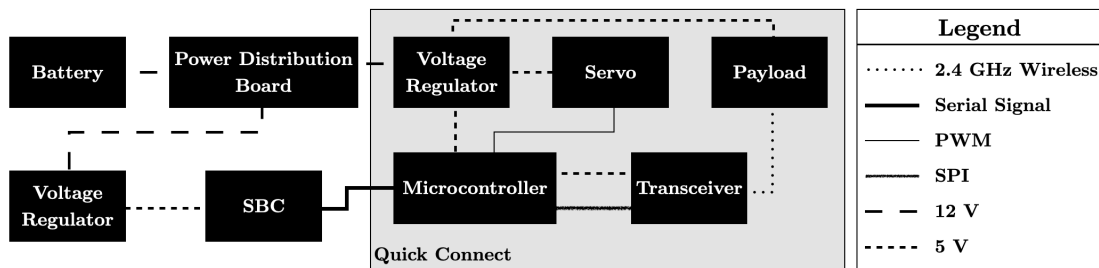 Battery
Power Distribution
Board
Voltage
Regulator
Servo
Payload
Voltage
Regulator
SBC
Microcontroller
Transceiver
Quick Connect
Legend
2.4 GHz Wireless
Serial Signal
PWM
SPI
12 V
5 V